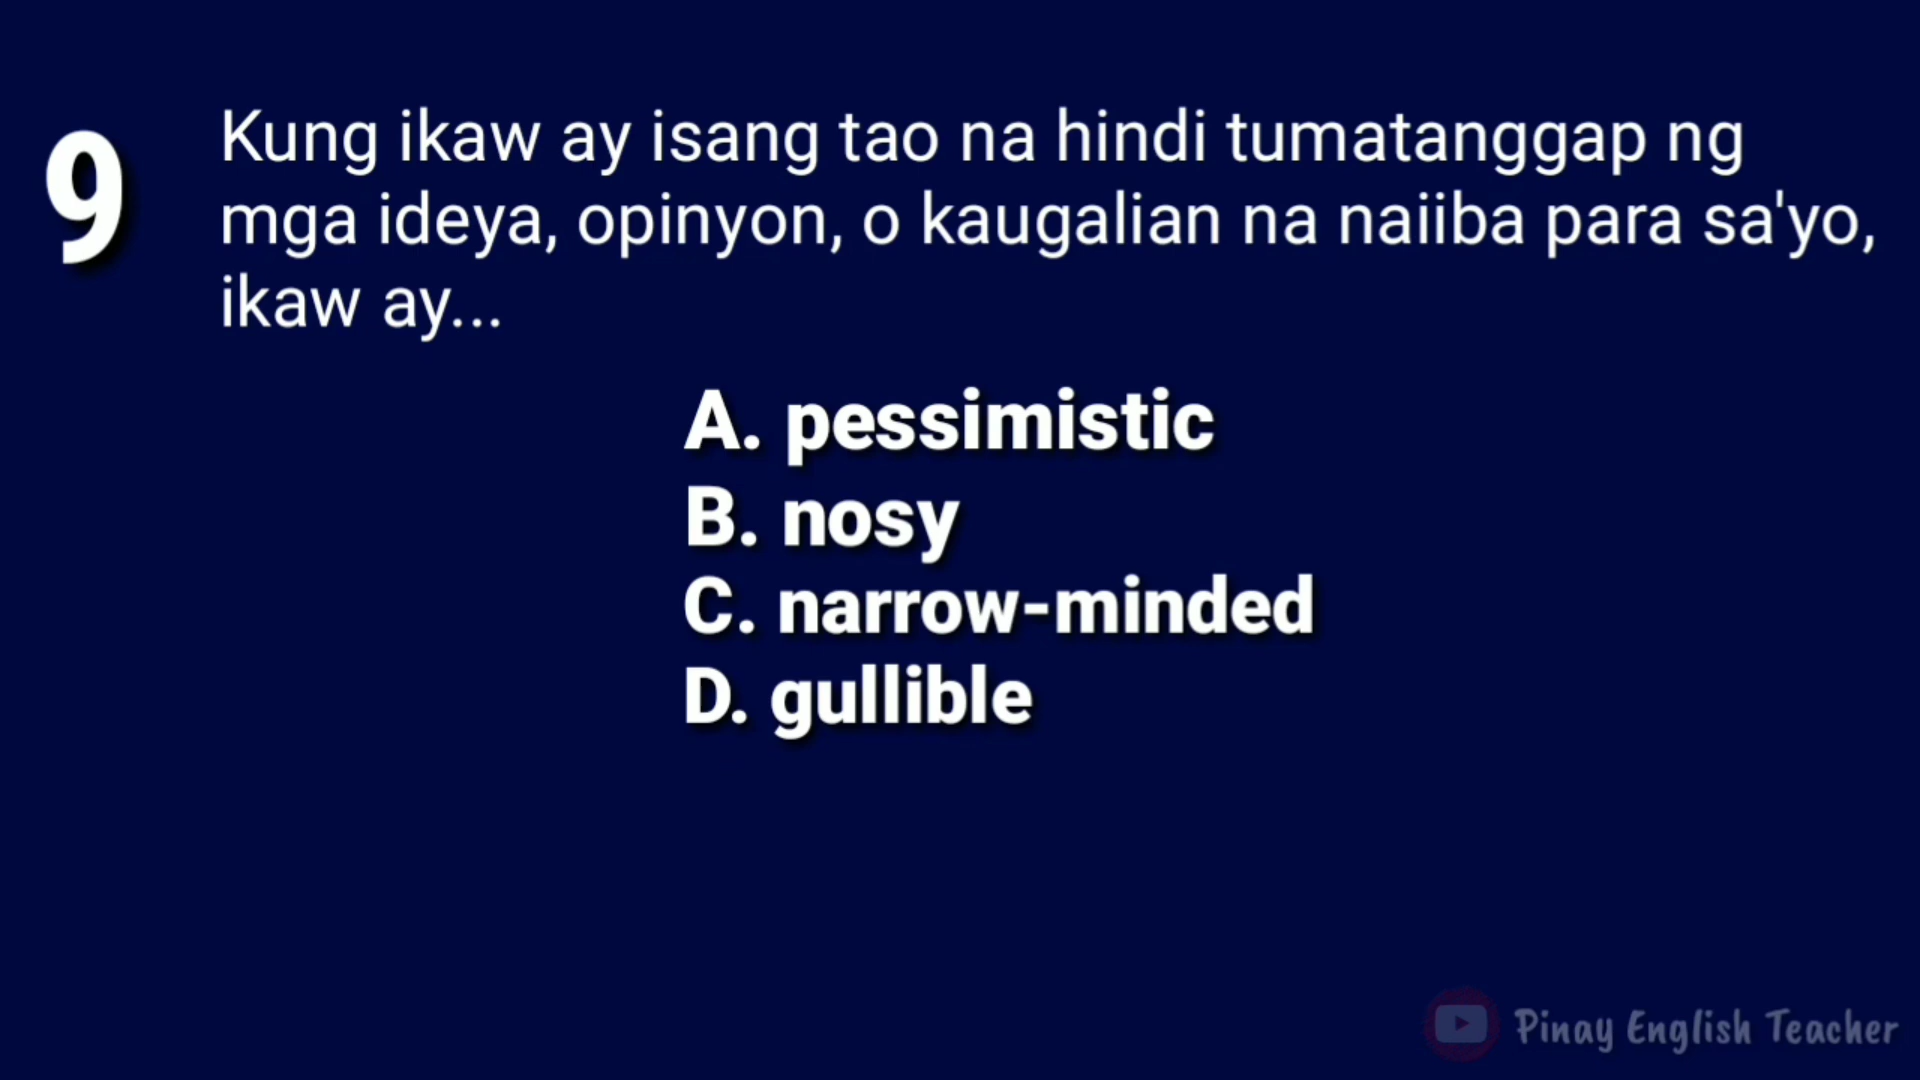 9
Kung ikaw ay isang tao na hindi tumatanggap ng
mga ideya, opinyon, o kaugalian na naiiba para sa'yo,
ikaw ay...
A. pessimistic
B. nosy
C. narrow-minded
D. gullible
Pinay English Teacher